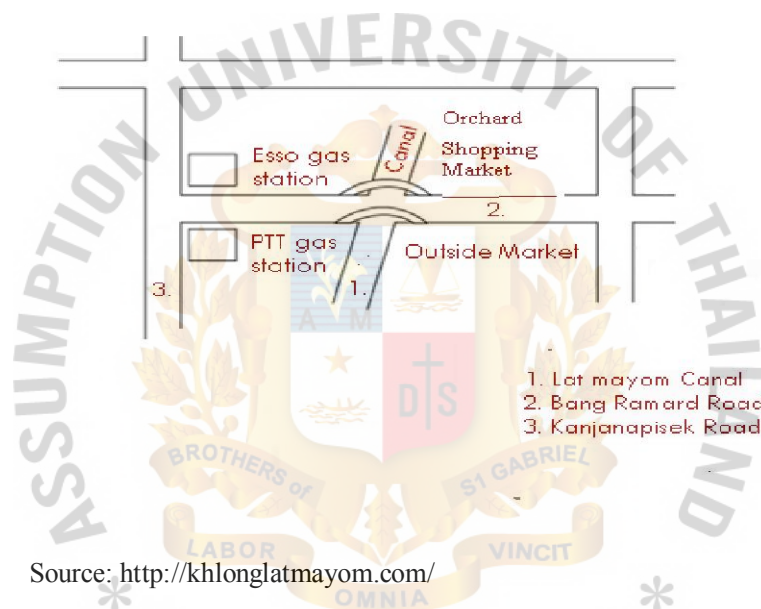 ASSUMPTION UNIVERSITY OF THAILAND
Orchard
Shopping
Market
Canal
Esso gas
station
2.
PTT gas
station
Outside Market
3.
1.
A M
D S
1. Lat mayom Canal
2. Bang Ramard Road
3. Kanjanapisek Road
BROTHERS of
S1 GABRIEL
LABOR
VINCIT
OMNIA
Source: http://khlonglatmayom.com/
* *